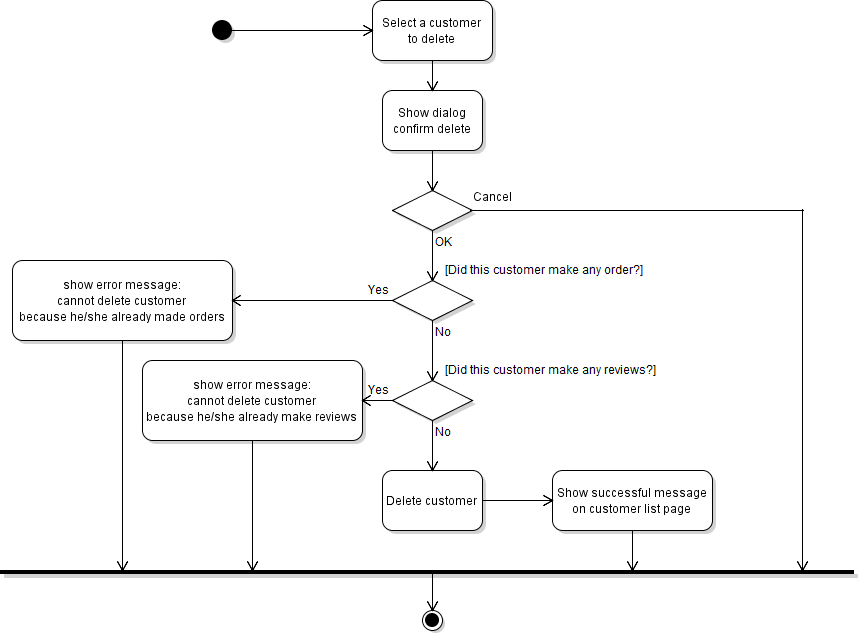 Select a customer
to delete
Show dialog
confirm delete
Cancel
OK
[Did this customer make any order?]
Yes
show error message:
cannot delete customer
because he/she already made orders
No
[Did this customer make any reviews?]
Yes
show error message:
cannot delete customer
because he/she already make reviews
No
Delete customer
Show successful message
on customer list page